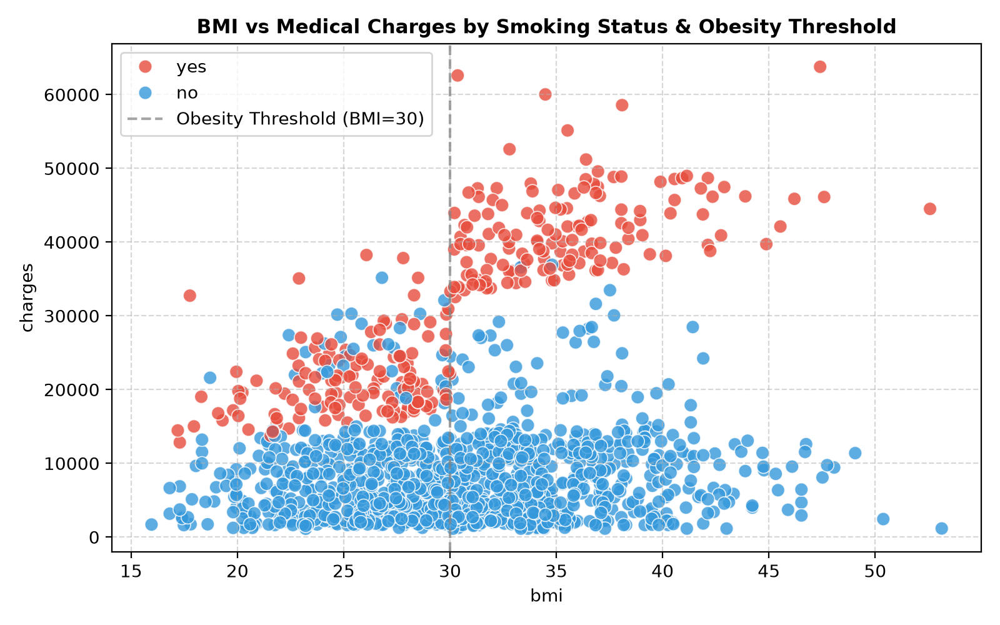 BMI vs Medical Charges by Smoking Status & Obesity Threshold
yes
no
Obesity Threshold (BMI=30)
charges
60000
50000
40000
30000
20000
10000
0
15 20 25 30 35 40 45 50
bmi